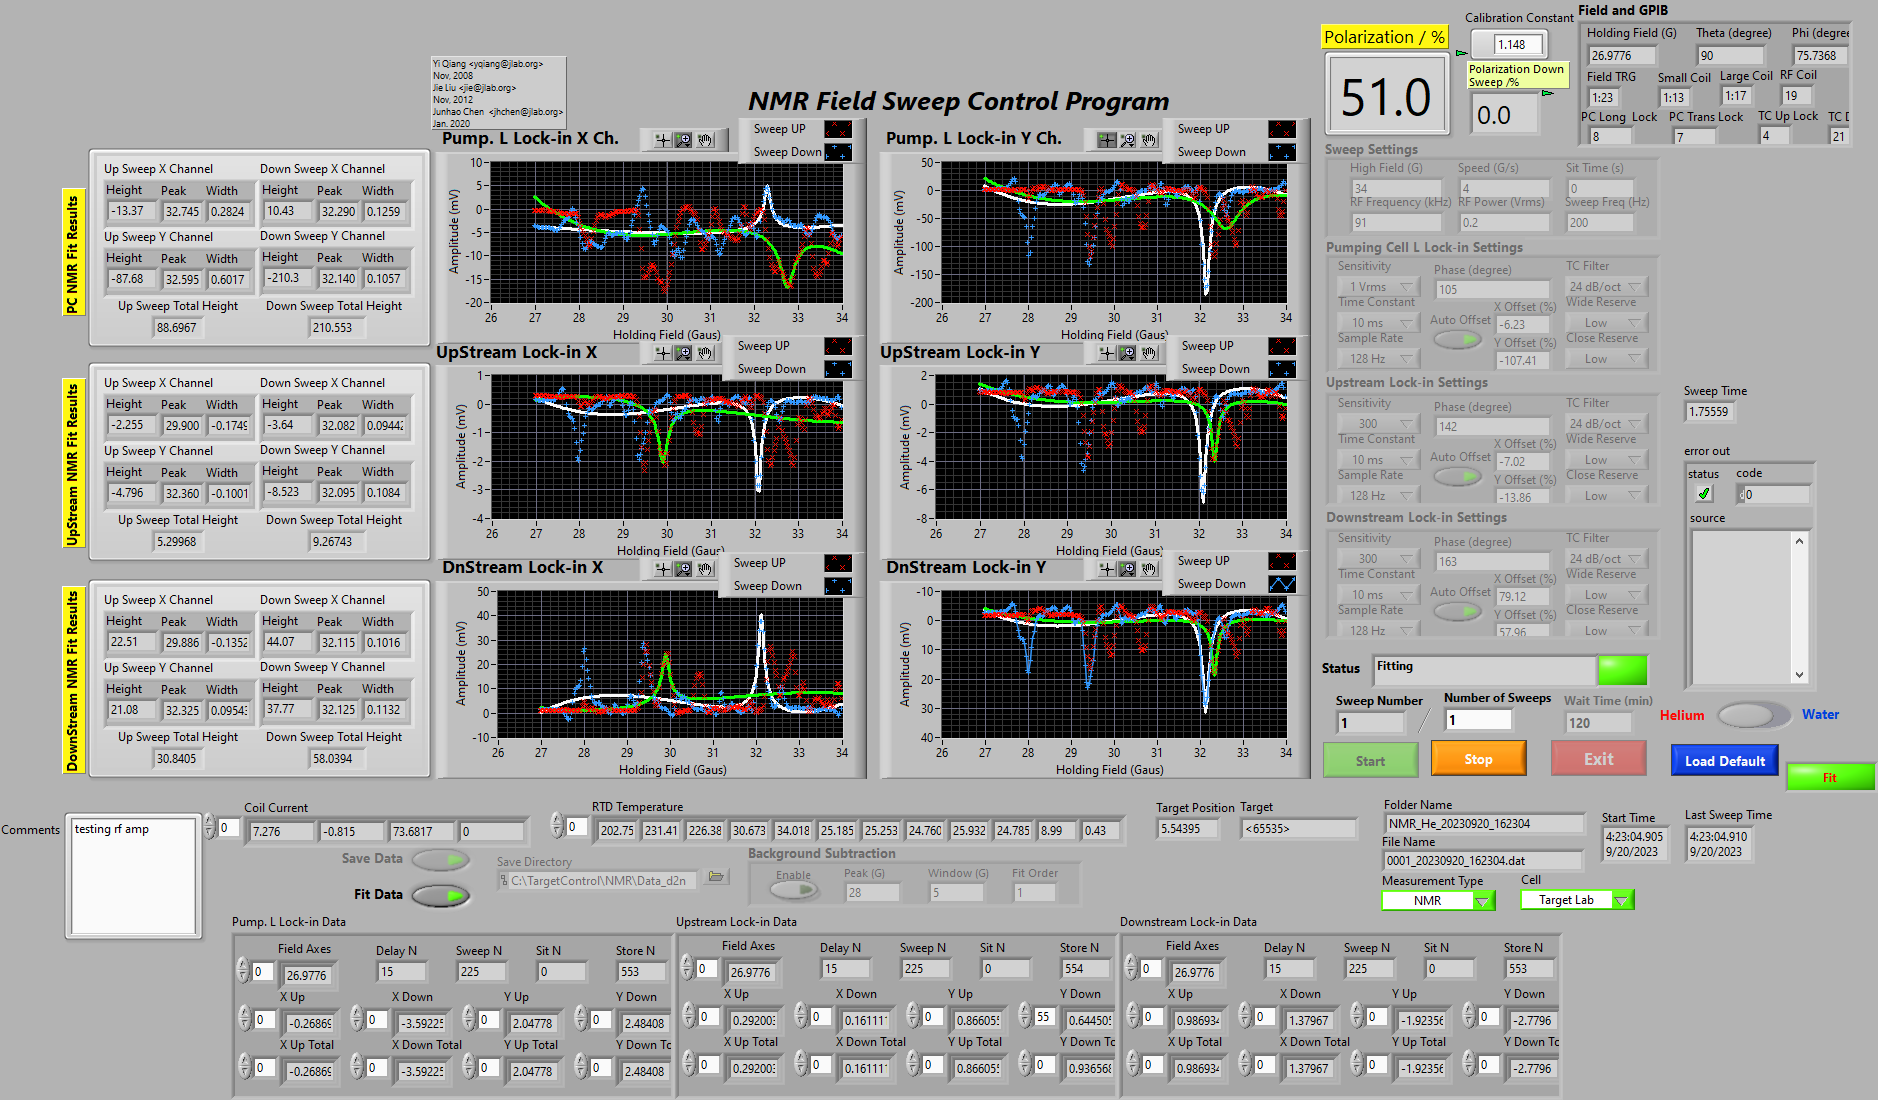 Yi Qiang <yqiang@jlab.org>
Nov, 2008
Jie Liu <jie@jlab.org>
Nov, 2012
Junhao Chen <jhchen@jlab.org>
Jan. 2020
NMR Field Sweep Control Program
Polarization / %
51.0
Calibration Constant
1.148
Polarization Down
Sweep /%
0.0
Field and GPIB
Holding Field (G) Theta (degree) Phi (degree
26.9776 90 75.7368
Field TRG Small Coil Large Coil RF Coil
1:23 1:13 1:17 19
PC Long Lock PC Trans Lock TC Up Lock TC D
8 7 4 21
PC NMR Fit Results
Up Sweep X Channel Down Sweep X Channel
Height Peak Width Height Peak Width
-13.37 32.745 0.2824 10.43 32.290 0.1259
Up Sweep Y Channel Down Sweep Y Channel
Height Peak Width Height Peak Width
-87.68 32.595 0.6017 -210.3 32.140 0.1057
Up Sweep Total Height Down Sweep Total Height
88.6967 210.553
UpStream NMR Fit Results
Up Sweep X Channel Down Sweep X Channel
Height Peak Width Height Peak Width
-2.255 29.900 -0.1749 -3.64 32.082 0.0944
Up Sweep Y Channel Down Sweep Y Channel
Height Peak Width Height Peak Width
-4.796 32.360 -0.1001 -8.523 32.095 0.1084
Up Sweep Total Height Down Sweep Total Height
5.29968 9.26743
DownStream NMR Fit Results
Up Sweep X Channel Down Sweep X Channel
Height Peak Width Height Peak Width
22.51 29.886 -0.1352 44.07 32.115 0.1016
Up Sweep Y Channel Down Sweep Y Channel
Height Peak Width Height Peak Width
21.08 32.325 0.0954 37.77 32.125 0.1132
Up Sweep Total Height Down Sweep Total Height
30.8405 58.0394
Pump. L Lock-in X Ch.
Sweep UP
Sweep Down
Amplitude (mV)
10
5
0
-5
-10
-15
-20
26 27 28 29 30 31 32 33 34
Holding Field (Gaus)
Pump. L Lock-in Y Ch.
Sweep UP
Sweep Down
Amplitude (mV)
50
0
-50
-100
-150
-200
26 27 28 29 30 31 32 33 34
Holding Field (Gaus)
UpStream Lock-in X
Sweep UP
Sweep Down
Amplitude (mV)
1
0
-1
-2
-3
-4
26 27 28 29 30 31 32 33 34
Holding Field (Gaus)
UpStream Lock-in Y
Sweep UP
Sweep Down
Amplitude (mV)
2
0
-2
-4
-6
-8
26 27 28 29 30 31 32 33 34
Holding Field (Gaus)
DnStream Lock-in X
Sweep UP
Sweep Down
Amplitude (mV)
50
40
30
20
10
0
-10
26 27 28 29 30 31 32 33 34
Holding Field (Gaus)
DnStream Lock-in Y
Sweep UP
Sweep Down
Amplitude (mV)
-10
0
10
20
30
40
26 27 28 29 30 31 32 33 34
Holding Field (Gaus)
Sweep Settings
High Field (G) Speed (G/s) Sit Time (s)
34 4 0
RF Frequency (kHz) RF Power (Vrms) Sweep Freq (Hz)
91 0.2 200
Pumping Cell L Lock-in Settings
Sensitivity Phase (degree) TC Filter
1 Vrms 105 24 dB/oct
Time Constant X Offset (%) Wide Reserve
10 ms Auto Offset -6.23 Low
Sample Rate Y Offset (%) Close Reserve
128 Hz -107.41 Low
Upstream Lock-in Settings
Sensitivity Phase (degree) TC Filter
300 142 24 dB/oct
Time Constant X Offset (%) Wide Reserve
10 ms Auto Offset -7.02 Low
Sample Rate Y Offset (%) Close Reserve
128 Hz -13.86 Low
Downstream Lock-in Settings
Sensitivity Phase (degree) TC Filter
300 163 24 dB/oct
Time Constant X Offset (%) Wide Reserve
10 ms Auto Offset 79.12 Low
Sample Rate Y Offset (%) Close Reserve
128 Hz 57.96 Low
Sweep Time
1.75559
error out
status code
0
source
Status Fitting
Sweep Number Number of Sweeps Wait Time (min)
1 / 1 120
Helium Water
Start Stop Exit Load Default Fit
Comments
testing rf amp
Coil Current
0 7.276 -0.815 73.6817 0
RTD Temperature
0 202.75 231.41 226.38 30.673 34.018 25.185 25.253 24.760 25.932 24.785 8.99 0.43
Target Position Target
5.54395 <65535>
Folder Name
NMR_He_20230920_162304
File Name
0001_20230920_162304.dat
Start Time
4:23:04.905
9/20/2023
Last Sweep Time
4:23:04.910
9/20/2023
Measurement Type Cell
NMR Target Lab
Save Data
Fit Data
Save Directory
C:\TargetControl\NMR\Data_d2n
Background Subtraction
Enable Peak (G) Window (G) Fit Order
28 5 1
Pump. L Lock-in Data
Field Axes Delay N Sweep N Sit N Store N
0 26.9776 15 225 0 553
X Up X Down Y Up Y Down
0 -0.26869 0 -3.59225 0 2.04778 0 2.48408
X Up Total X Down Total Y Up Total Y Down To
0 -0.26869 0 -3.59225 0 2.04778 0 2.48408
Upstream Lock-in Data
Field Axes Delay N Sweep N Sit N Store N
0 26.9776 15 225 0 554
X Up X Down Y Up Y Down
0 0.292003 0 0.161111 0 0.866055 55 0.644505
X Up Total X Down Total Y Up Total Y Down To
0 0.292003 0 0.161111 0 0.866055 0 0.936568
Downstream Lock-in Data
Field Axes Delay N Sweep N Sit N Store N
0 26.9776 15 225 0 553
X Up X Down Y Up Y Down
0 0.986934 0 1.37967 0 -1.92356 0 -2.7796
X Up Total X Down Total Y Up Total Y Down To
0 0.986934 0 1.37967 0 -1.92356 0 -2.7796